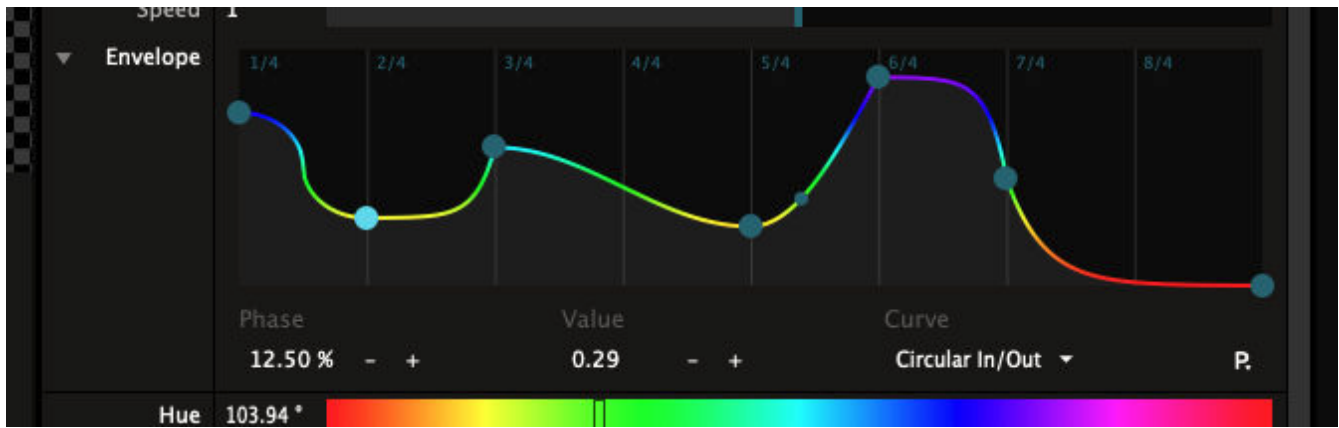 Speed 1
Envelope
1/4 2/4 3/4 4/4 5/4 6/4 7/4 8/4
Phase Value Curve
12.50 % - + 0.29 - + Circular In/Out P.
Hue 103.94 °